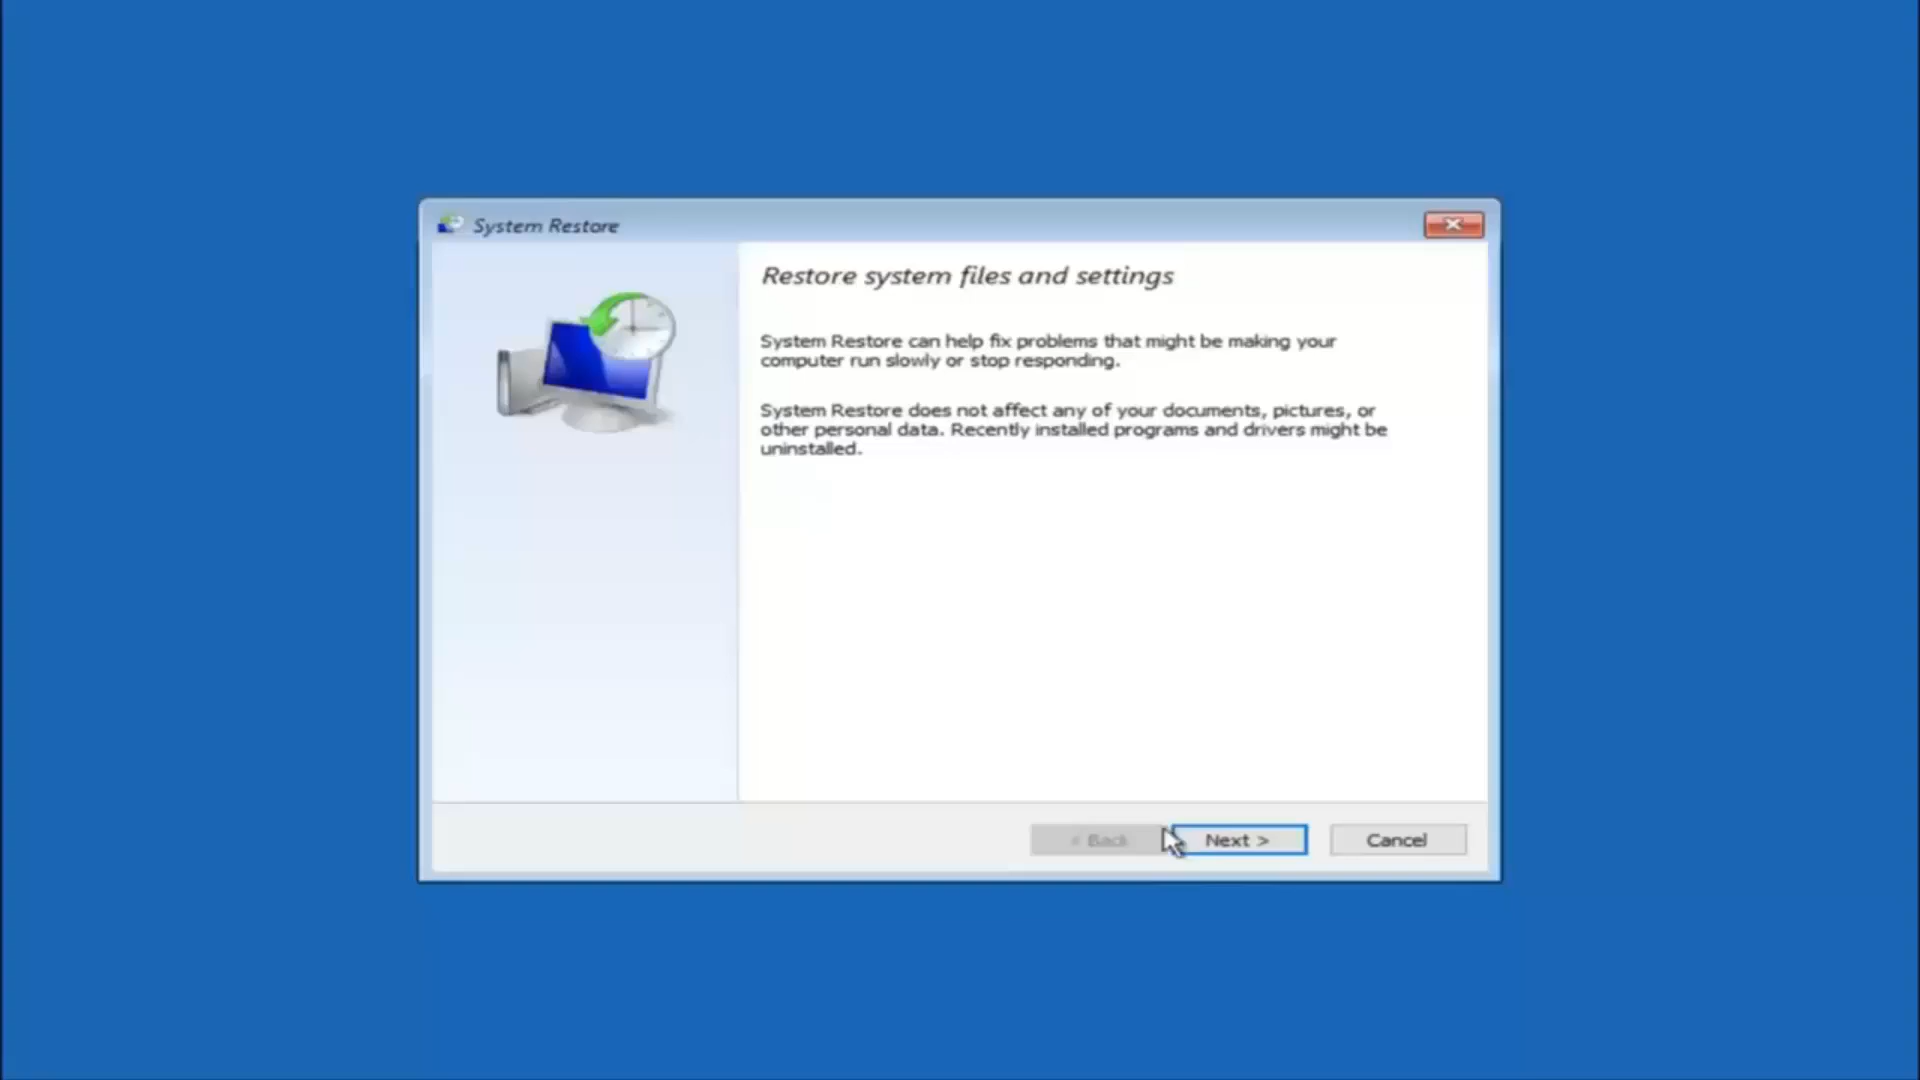 System Restore
Restore system files and settings
System Restore can help fix problems that might be making your
computer run slowly or stop responding.
System Restore does not affect any of your documents, pictures, or
other personal data. Recently installed programs and drivers might be
uninstalled.
< Back
Next >
Cancel